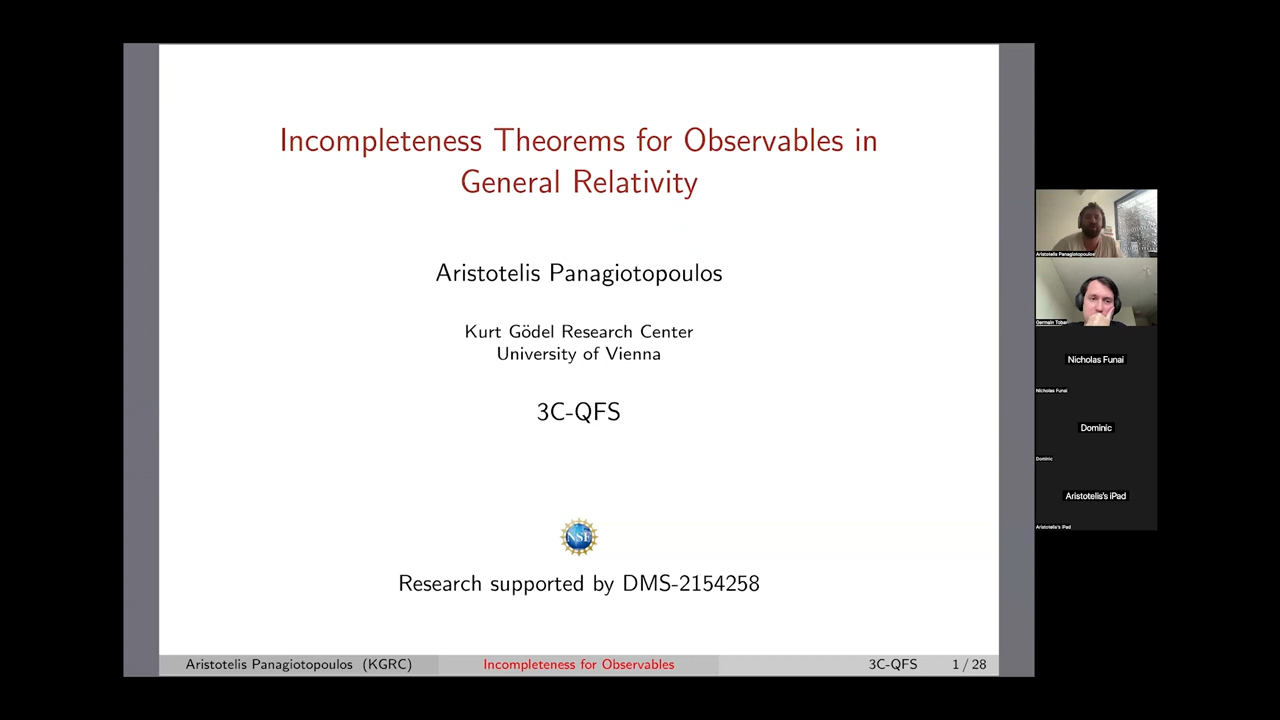 Incompleteness Theorems for Observables in
General Relativity
Aristotelis Panagiotopoulos
Kurt Gödel Research Center
University of Vienna
3C-QFS
NSF
Research supported by DMS-2154258
Aristotelis Panagiotopoulos (KGRC)
Incompleteness for Observables
3C-QFS
1 / 28
Aristotelis Panagiotopoulos
Germain Tobar
Nicholas Funai
Nicholas Funai
Dominic
Dominic
Aristotelis's iPad
Aristotelis's iPad